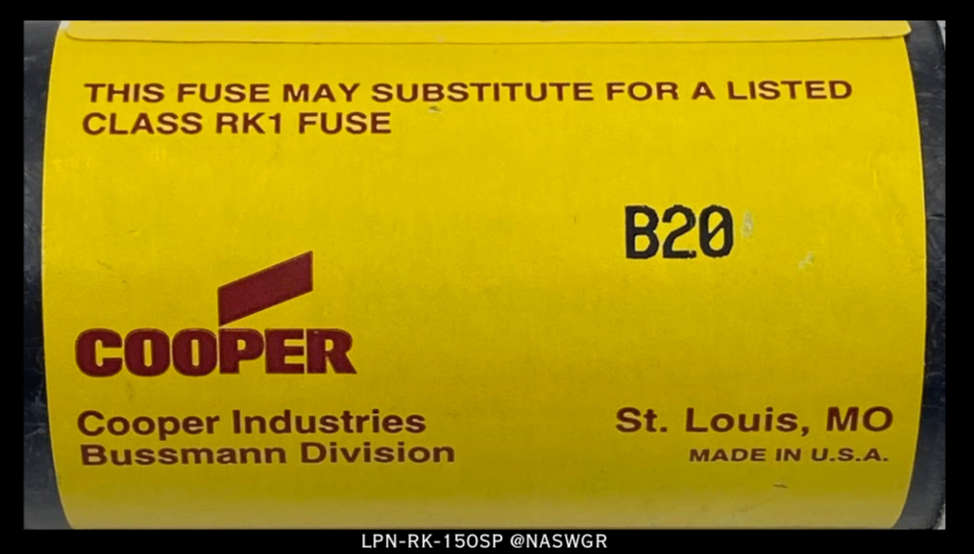 THIS FUSE MAY SUBSTITUTE FOR A LISTED
CLASS RK1 FUSE
B20
COOPER
Cooper Industries
Bussmann Division
St. Louis, MO
MADE IN U.S.A.
LPN-RK-150SP @NASWGR